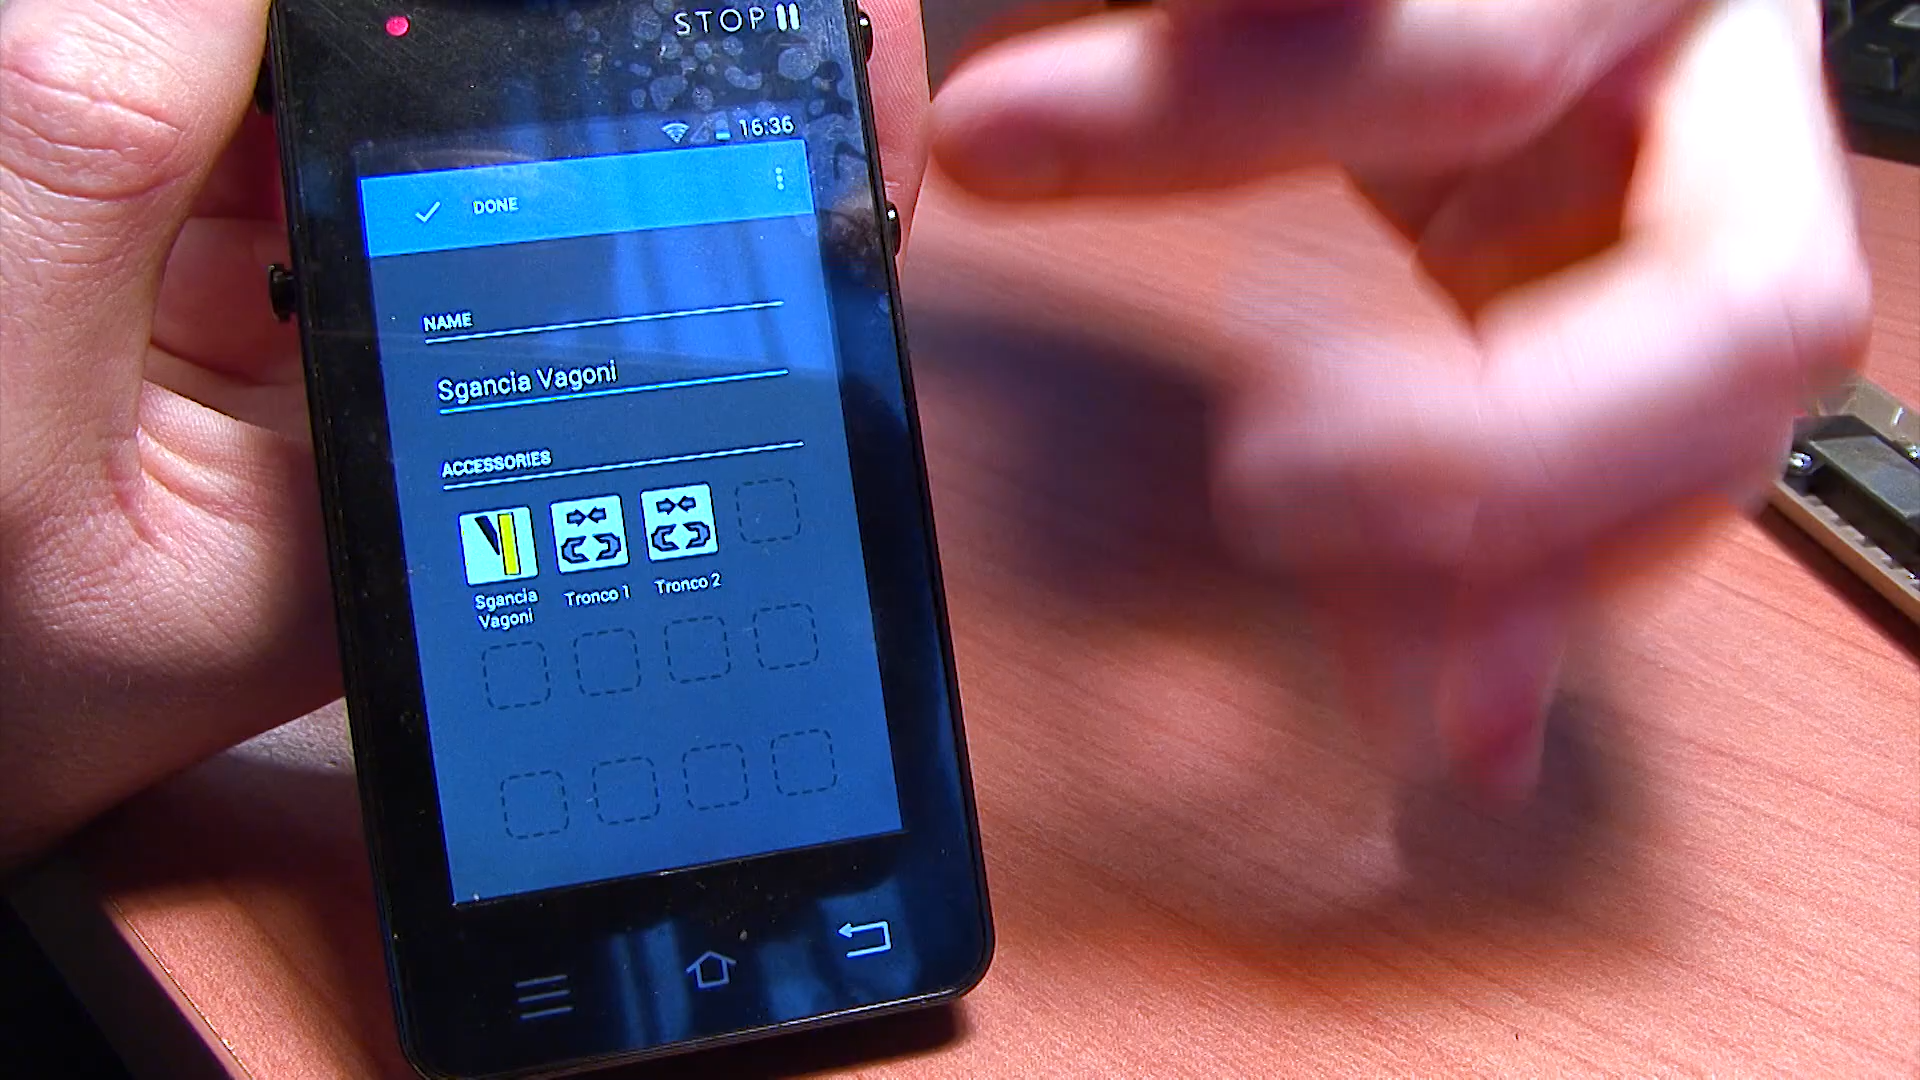 STOP
16:36
DONE
NAME
Sgancia Vagoni
ACCESSORIES
Sgancia Vagoni
Tronco 1
Tronco 2